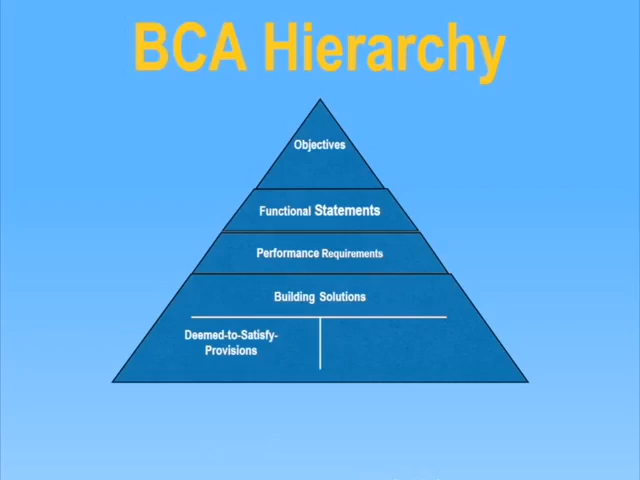 BCA Hierarchy
Objectives
Functional Statements
Performance Requirements
Building Solutions
Deemed-to-Satisfy-
Provisions